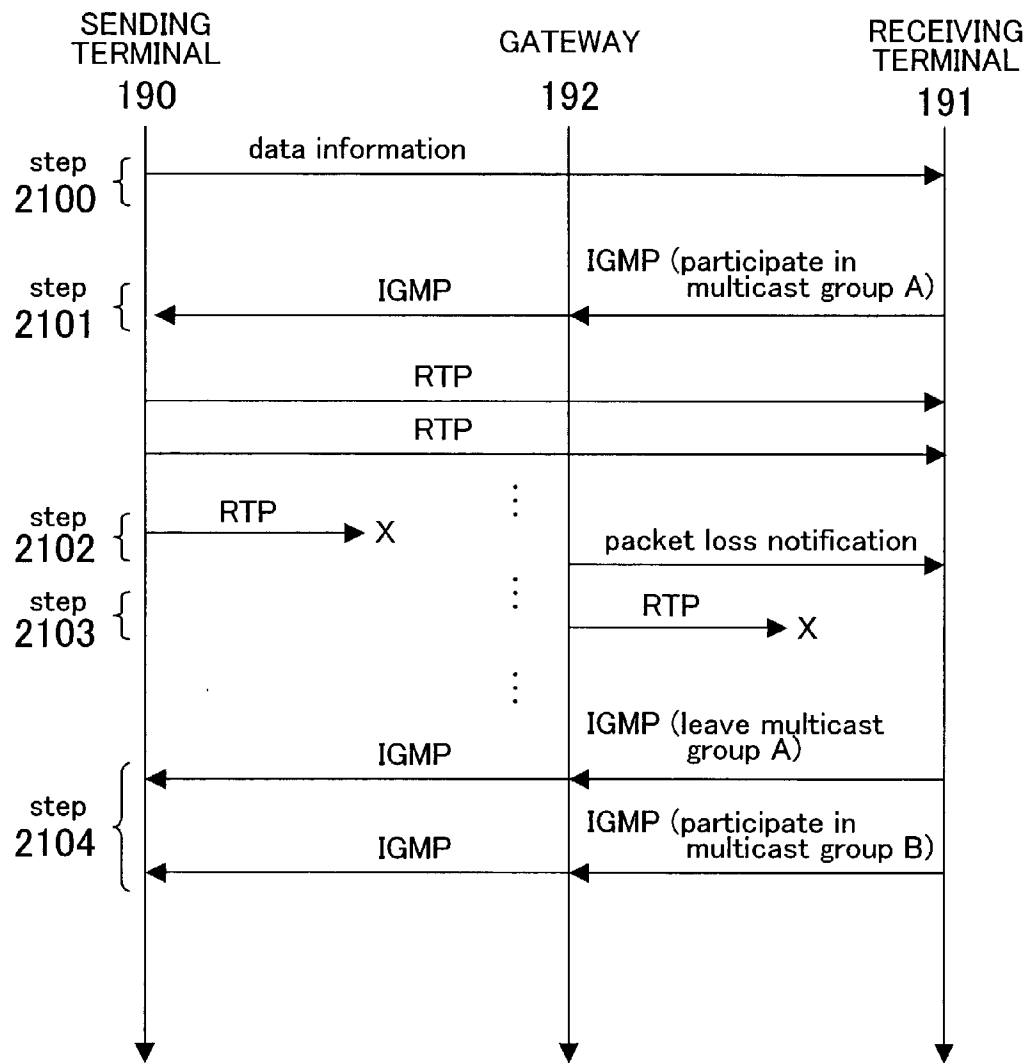 SENDING
TERMINAL
190
GATEWAY
192
RECEIVING
TERMINAL
191
step
2100
data information
step
2101
IGMP
IGMP (participate in
multicast group A)
RTP
RTP
step
2102
RTP
X
packet loss notification
step
2103
RTP
X
step
2104
IGMP
IGMP (leave multicast
group A)
IGMP
IGMP (participate in
multicast group B)